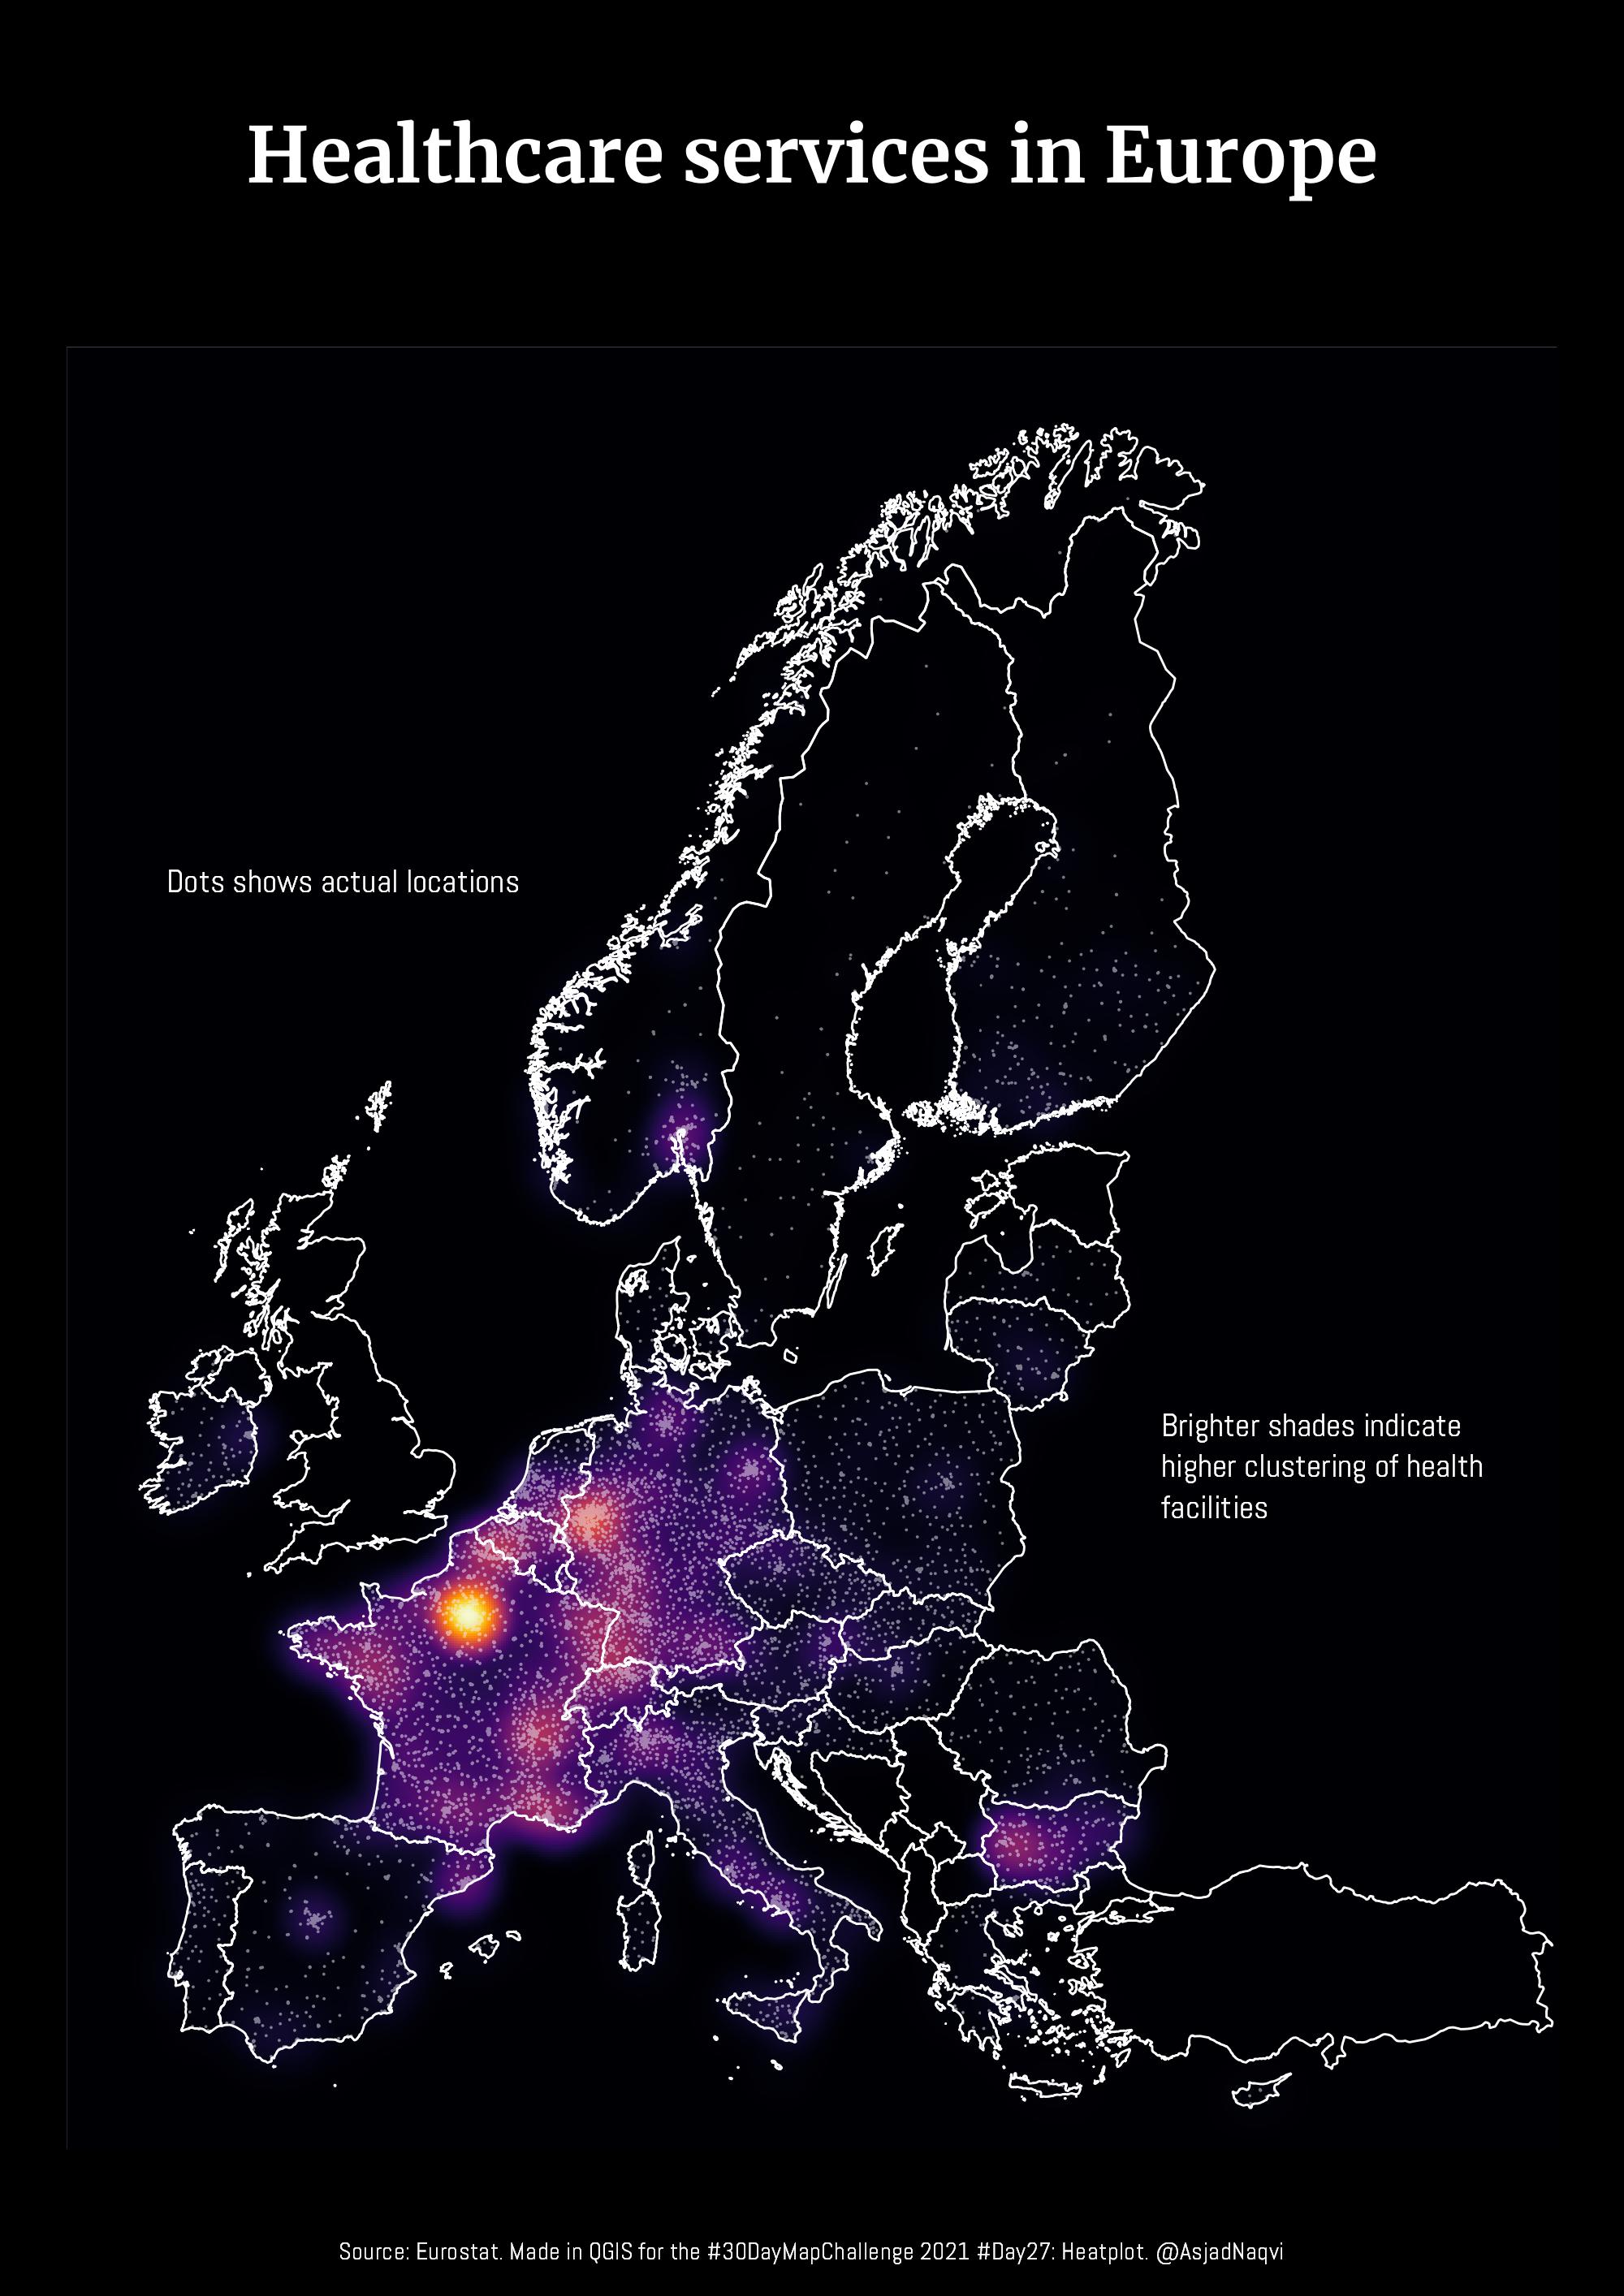 Healthcare services in Europe
Dots shows actual locations
Brighter shades indicate
higher clustering of health
facilities
Source: Eurostat. Made in QGIS for the #30DayMapChallenge 2021 #Day27: Heatplot. @AsjadNaqvi